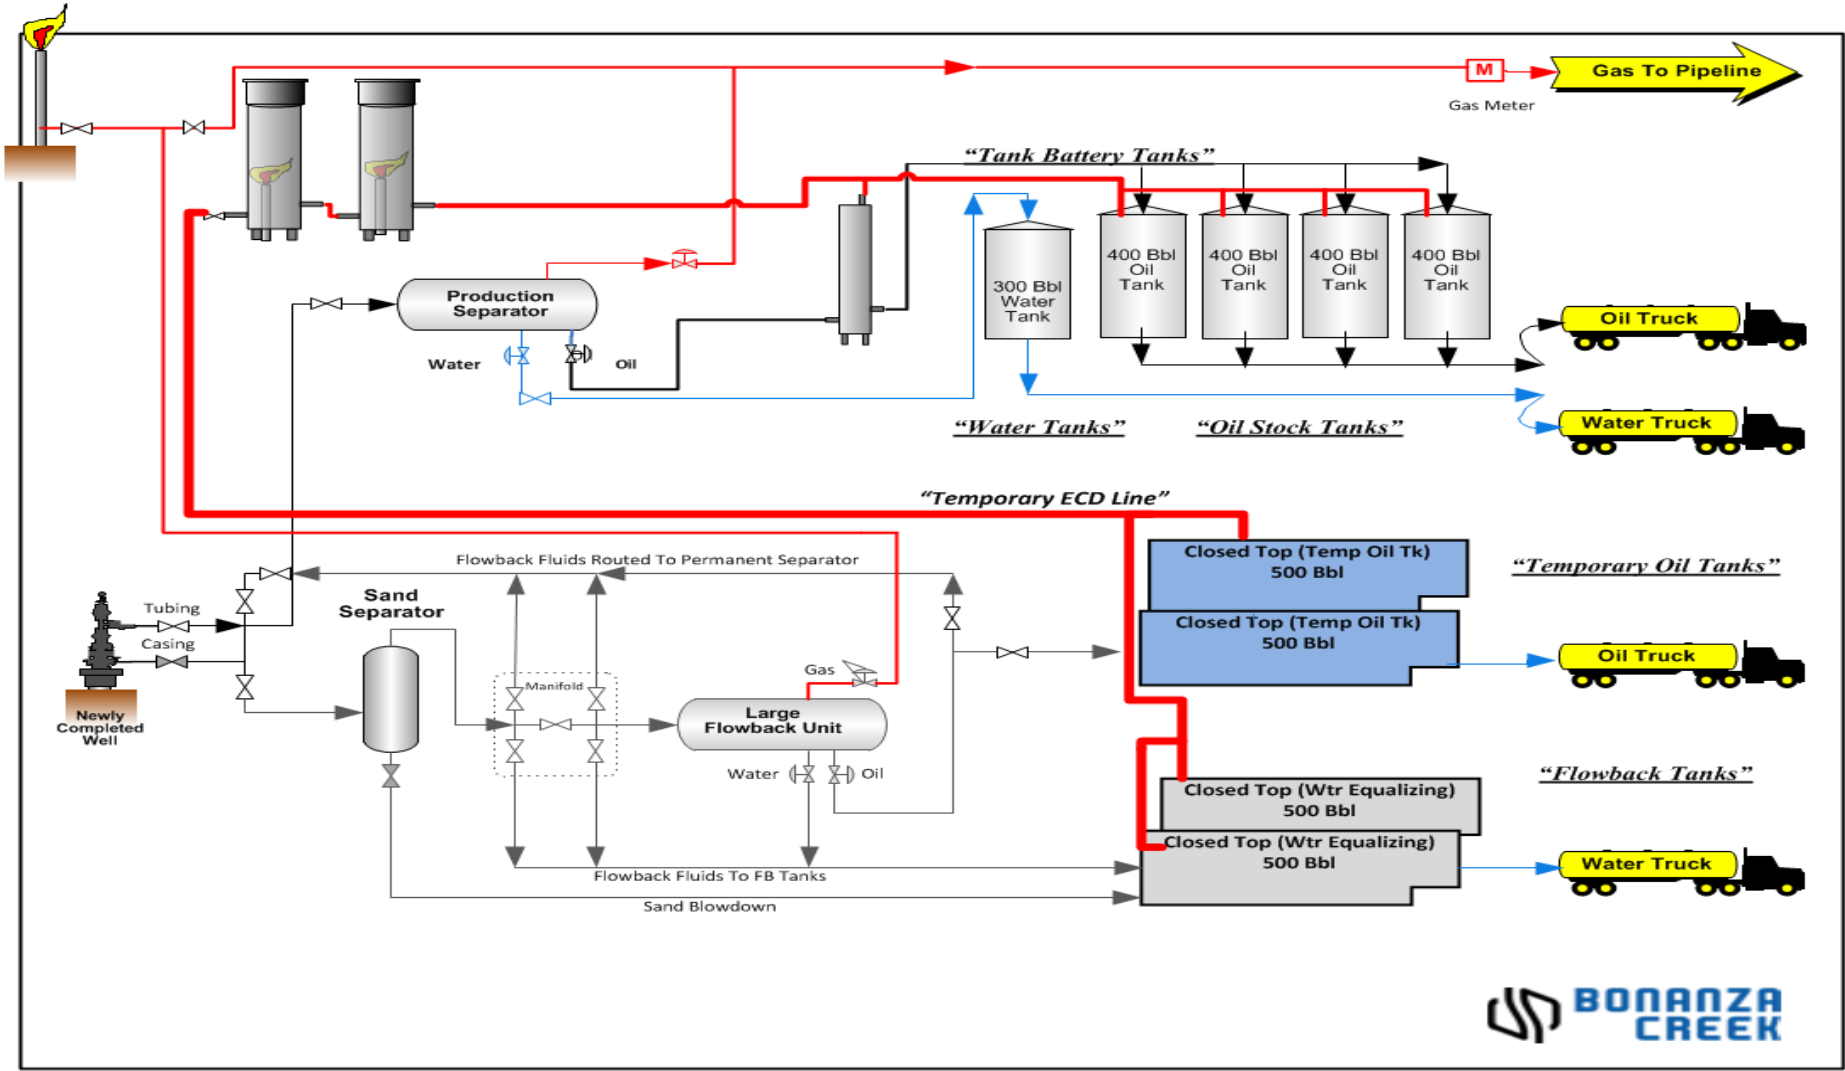 M
Gas To Pipeline
Gas Meter
“Tank Battery Tanks”
Production
Separator
Water
Oil
300 Bbl
Water
Tank
400 Bbl
Oil
Tank
400 Bbl
Oil
Tank
400 Bbl
Oil
Tank
400 Bbl
Oil
Tank
Oil Truck
Water Truck
“Water Tanks”
“Oil Stock Tanks”
“Temporary ECD Line”
Flowback Fluids Routed To Permanent Separator
Closed Top (Temp Oil Tk)
500 Bbl
“Temporary Oil Tanks”
Closed Top (Temp Oil Tk)
500 Bbl
Oil Truck
Tubing
Casing
Newly
Completed
Well
Sand
Separator
Manifold
Gas
Large
Flowback Unit
Water
Oil
“Flowback Tanks”
Closed Top (Wtr Equalizing)
500 Bbl
Closed Top (Wtr Equalizing)
500 Bbl
Water Truck
Flowback Fluids To FB Tanks
Sand Blowdown
BONANZA
CREEK